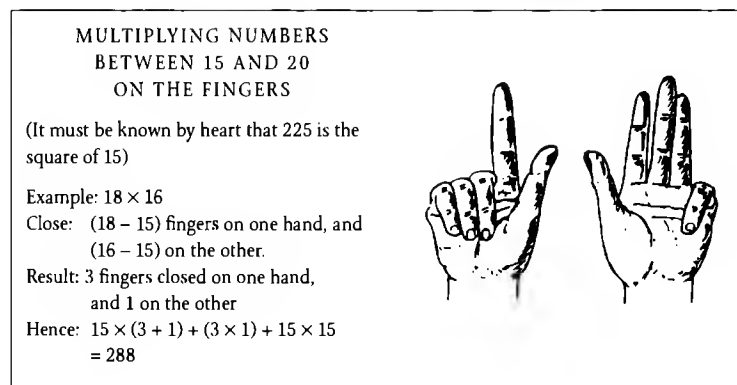 MULTIPLYING NUMBERS
BETWEEN 15 AND 20
ON THE FINGERS
(It must be known by heart that 225 is the
square of 15)
Example: 18 × 16
Close: (18 – 15) fingers on one hand, and
(16 – 15) on the other.
Result: 3 fingers closed on one hand,
and 1 on the other
Hence: 15 × (3 + 1) + (3 × 1) + 15 × 15
= 288